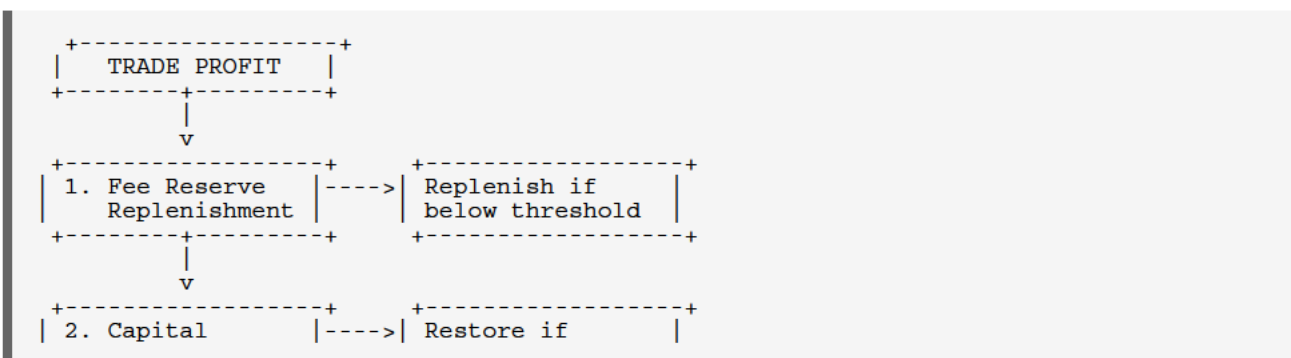 +------------------+
|   TRADE PROFIT   |
+--------+---------+
|
v
+------------------+     +------------------+
| 1. Fee Reserve   |---->| Replenish if     |
|    Replenishment |     | below threshold  |
+--------+---------+     +------------------+
|
v
+------------------+     +------------------+
| 2. Capital       |---->| Restore if       |